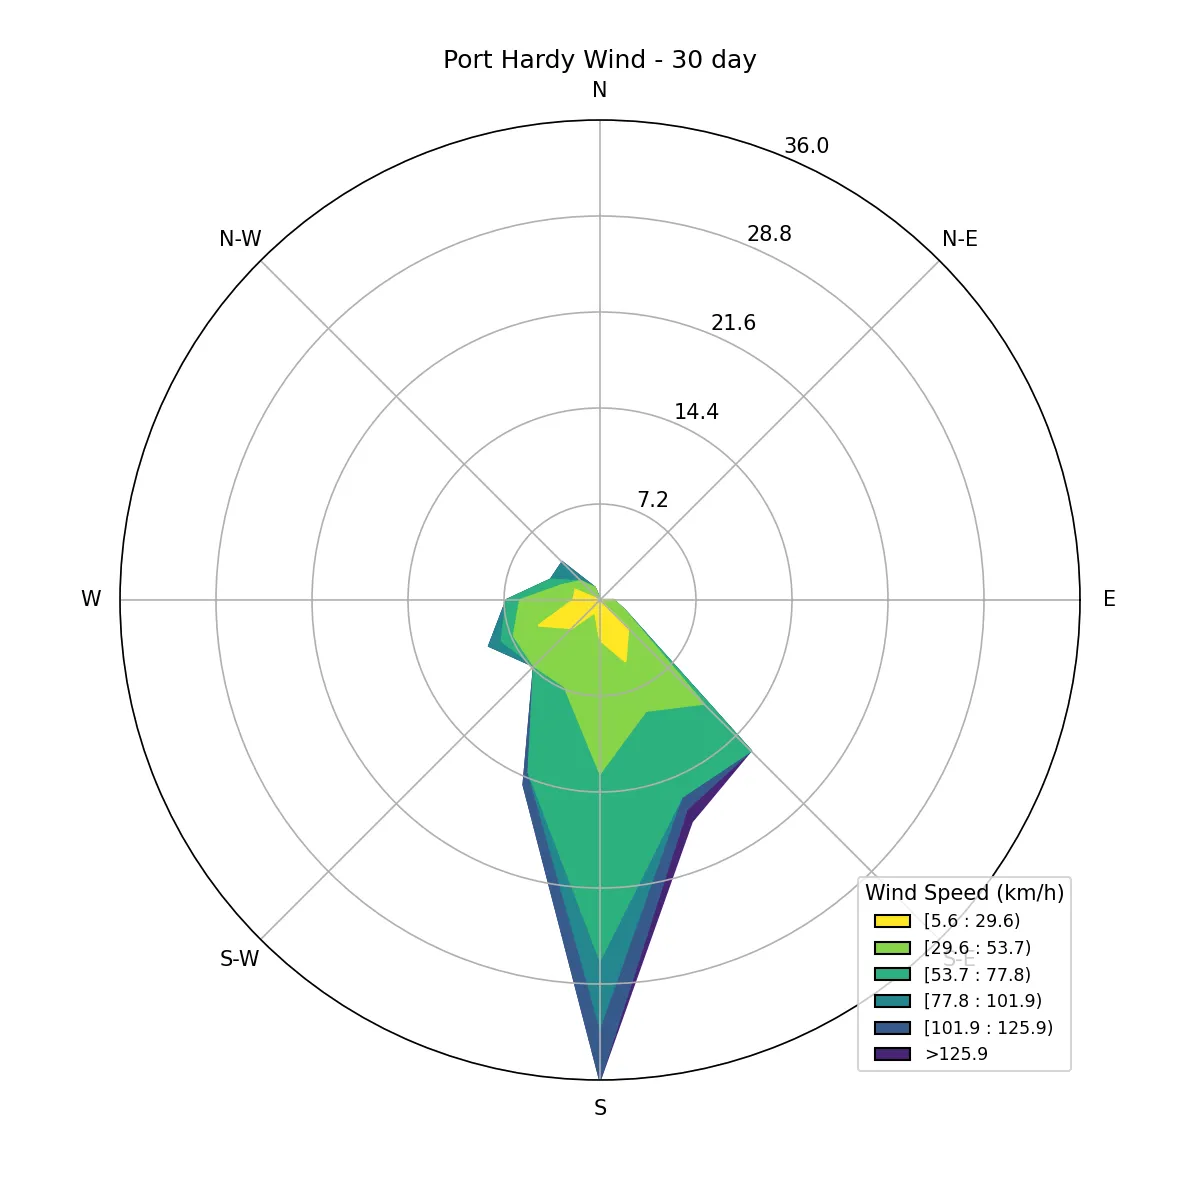 Port Hardy Wind - 30 day
N
36.0
N-W
28.8
N-E
21.6
14.4
7.2
W
E
S-W
S-E
S
Wind Speed (km/h)
[5.6 : 29.6)
[29.6 : 53.7)
[53.7 : 77.8)
[77.8 : 101.9)
[101.9 : 125.9)
>125.9